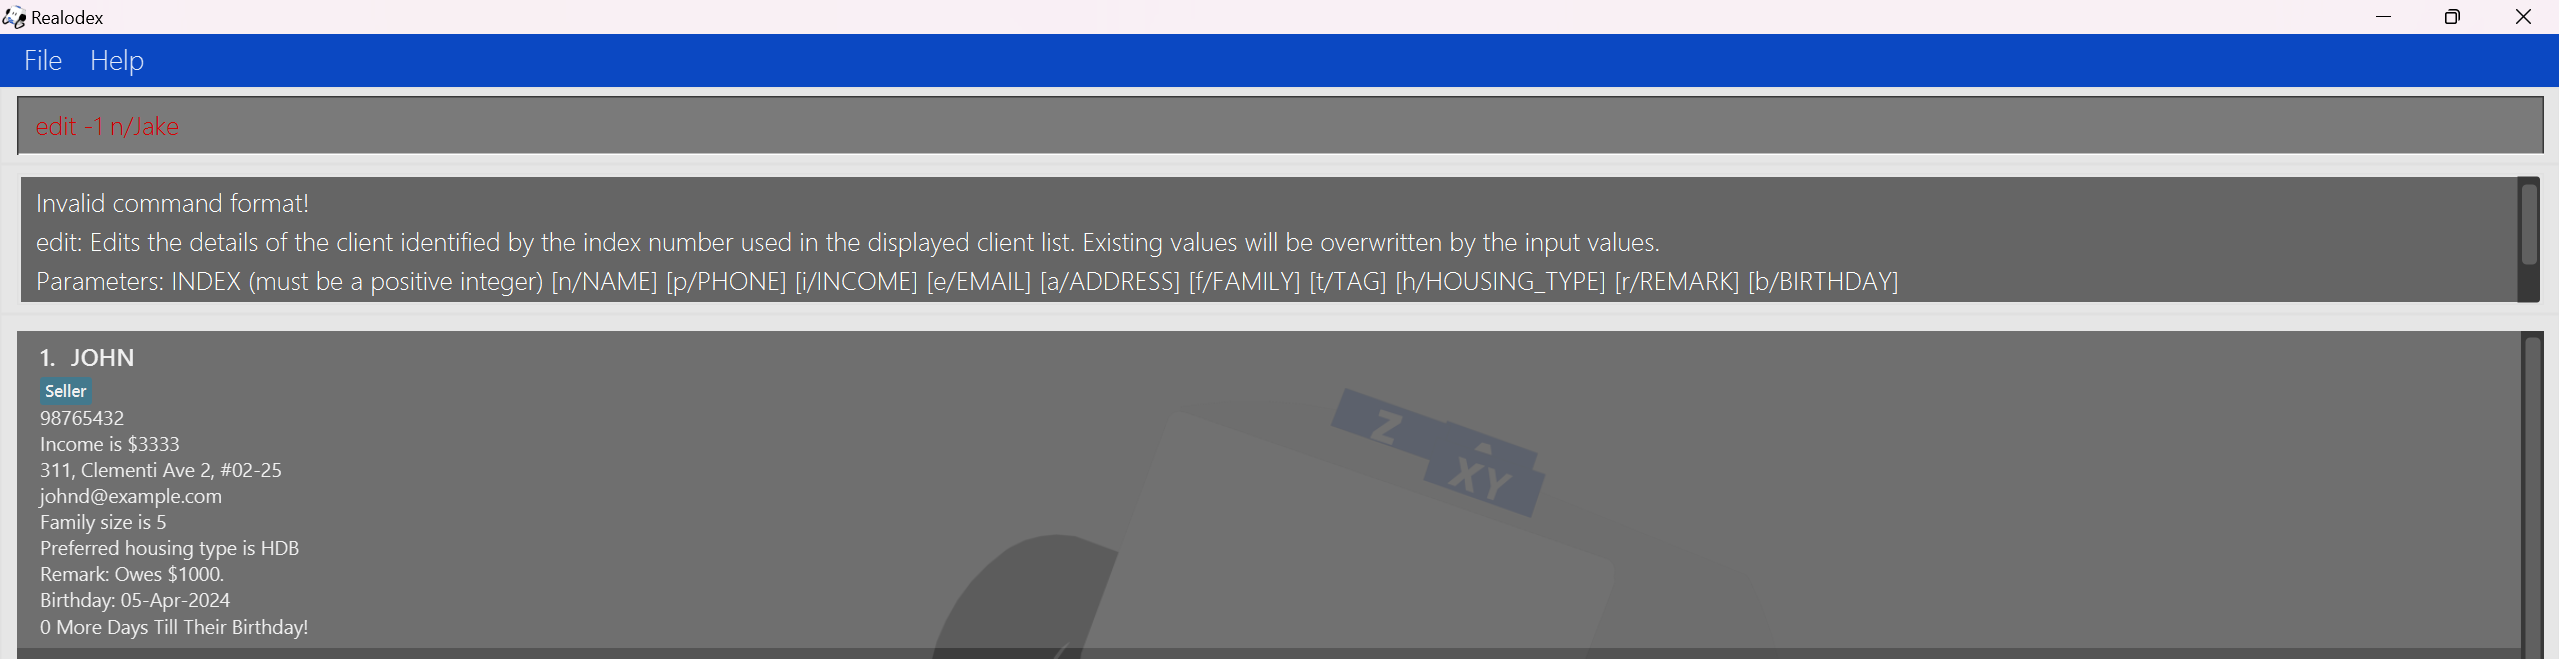 Realodex
File Help
edit -1 n/Jake
Invalid command format!
edit: Edits the details of the client identified by the index number used in the displayed client list. Existing values will be overwritten by the input values.
Parameters: INDEX (must be a positive integer) [n/NAME] [p/PHONE] [i/INCOME] [e/EMAIL] [a/ADDRESS] [f/FAMILY] [t/TAG] [h/HOUSING_TYPE] [r/REMARK] [b/BIRTHDAY]
1. JOHN
Seller
98765432
Income is $3333
311, Clementi Ave 2, #02-25
johnd@example.com
Family size is 5
Preferred housing type is HDB
Remark: Owes $1000.
Birthday: 05-Apr-2024
0 More Days Till Their Birthday!
Z
XY